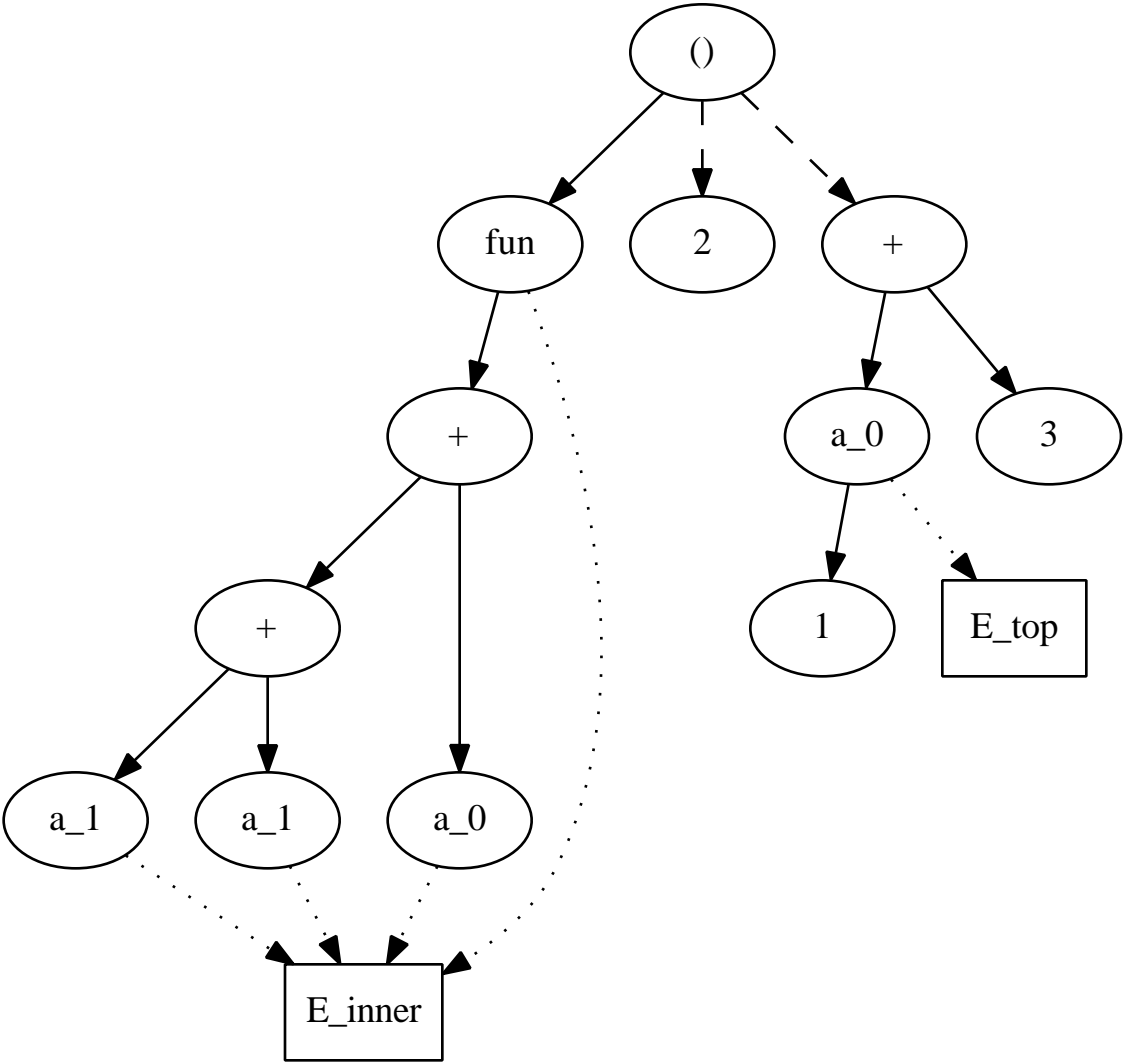 ()
fun
2
+
+
a_0
3
+
1
E_top
a_1
a_1
a_0
E_inner